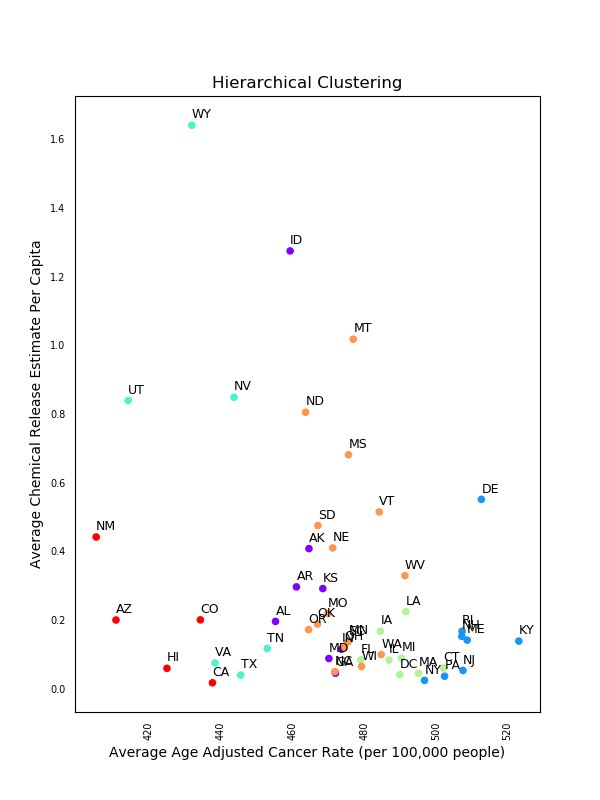 Hierarchical Clustering
WY
1.6
1.4
ID
1.2
MT
1.0
UT
NV
ND
0.8
MS
0.6
DE
VT
SD
NM
AK
NE
0.4
WV
AR
KS
LA
MO
AZ
CO
AL
OK
OR
0.2
IA
RI
NH
ME
KY
MN
IN
TN
WA
MI
FL
IL
MD
WI
VA
HI
GA
MA
CT
DC
PA
NJ
TX
CA
NY
0.0
420
440
460
480
500
520
Average Chemical Release Estimate Per Capita
Average Age Adjusted Cancer Rate (per 100,000 people)